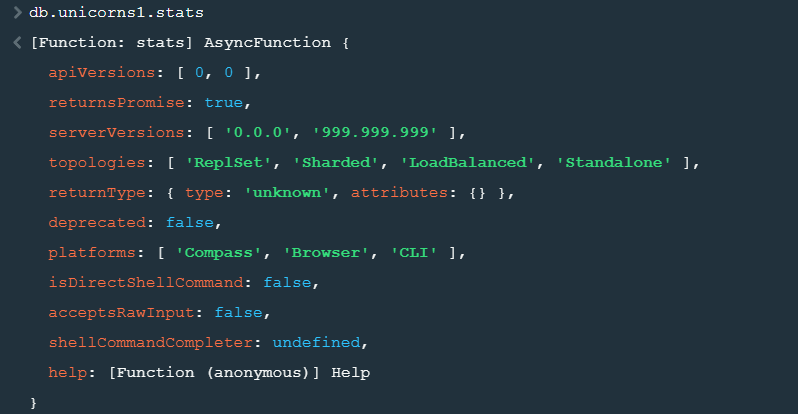 > db.unicorns1.stats
< [Function: stats] AsyncFunction {
apiVersions: [ 0, 0 ],
returnsPromise: true,
serverVersions: [ '0.0.0', '999.999.999' ],
topologies: [ 'ReplSet', 'Sharded', 'LoadBalanced', 'Standalone' ],
returnType: { type: 'unknown', attributes: {} },
deprecated: false,
platforms: [ 'Compass', 'Browser', 'CLI' ],
isDirectShellCommand: false,
acceptsRawInput: false,
shellCommandCompleter: undefined,
help: [Function (anonymous)] Help
}